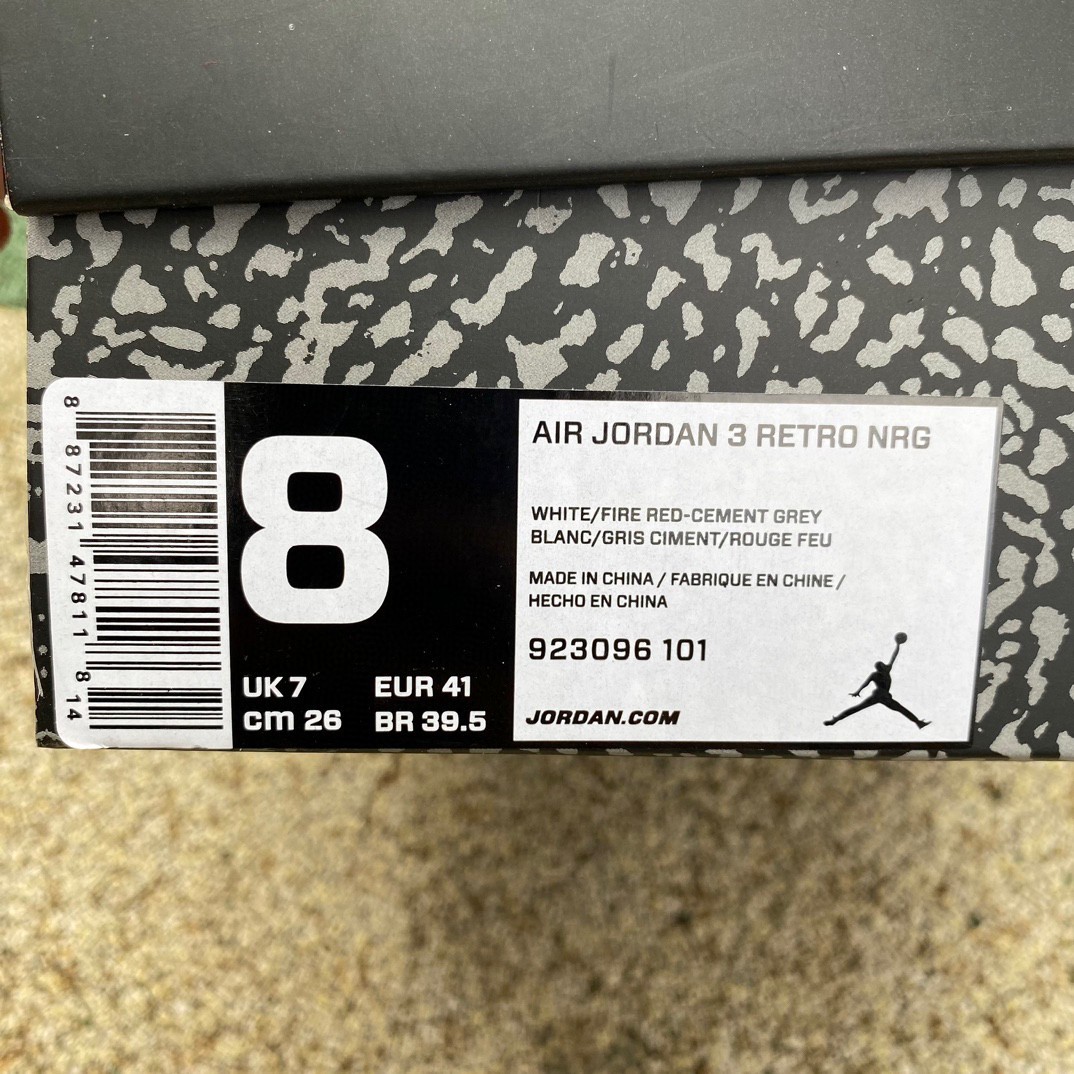 8 87231 47811 8 14
8
UK 7 EUR 41
cm 26 BR 39.5
AIR JORDAN 3 RETRO NRG
WHITE/FIRE RED-CEMENT GREY
BLANC/GRIS CIMENT/ROUGE FEU
MADE IN CHINA / FABRIQUE EN CHINE /
HECHO EN CHINA
923096 101
JORDAN.COM